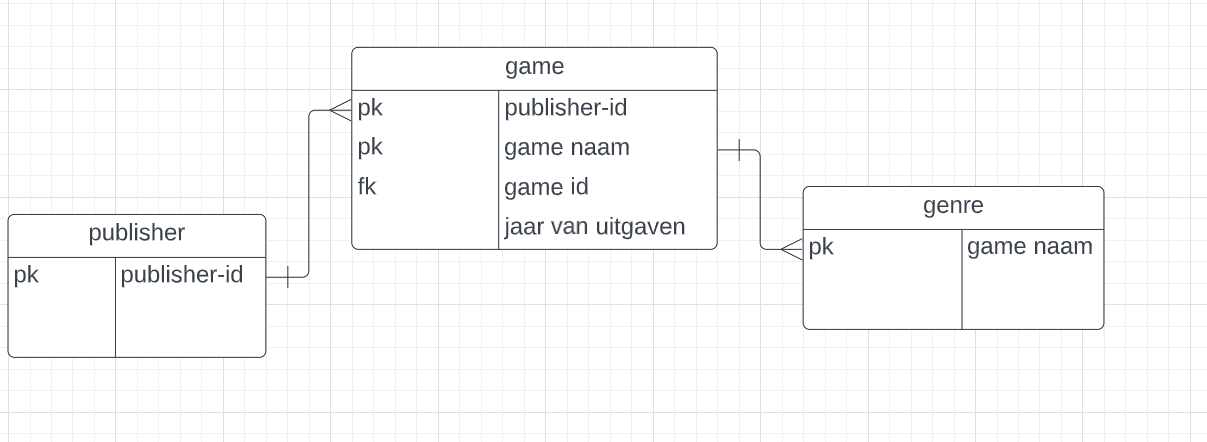 game
pk publisher-id
pk game naam
fk game id
jaar van uitgaven
publisher
pk publisher-id
genre
pk game naam